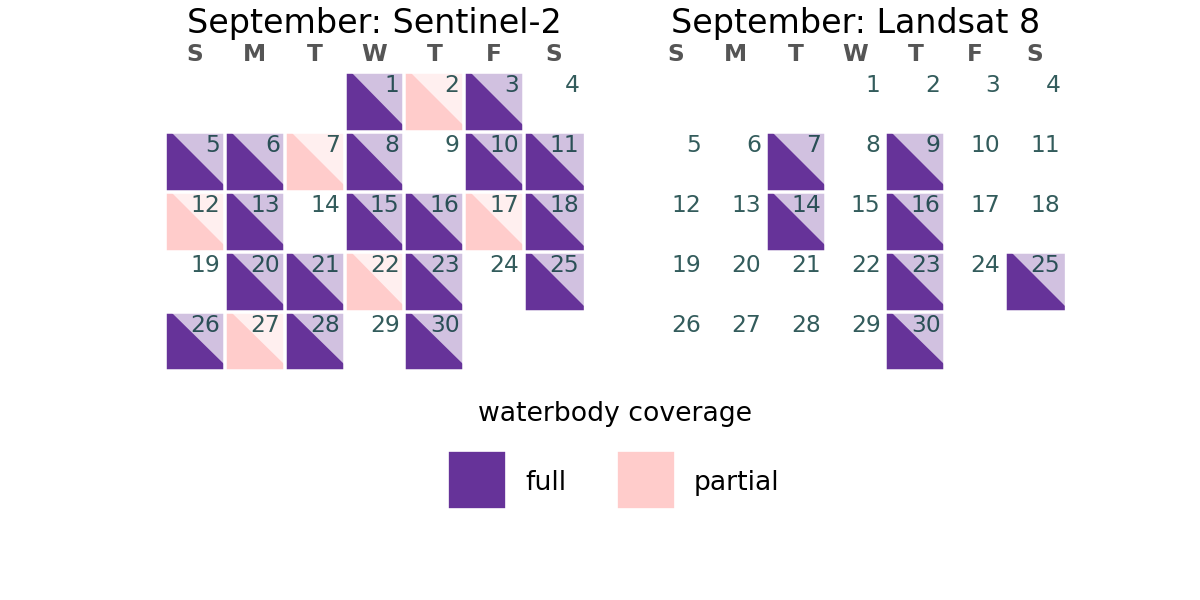 September: Sentinel-2
S M T W T F S
1 2 3 4
5 6 7 8 9 10 11
12 13 14 15 16 17 18
19 20 21 22 23 24 25
26 27 28 29 30
September: Landsat 8
S M T W T F S
1 2 3 4
5 6 7 8 9 10 11
12 13 14 15 16 17 18
19 20 21 22 23 24 25
26 27 28 29 30
waterbody coverage
full
partial